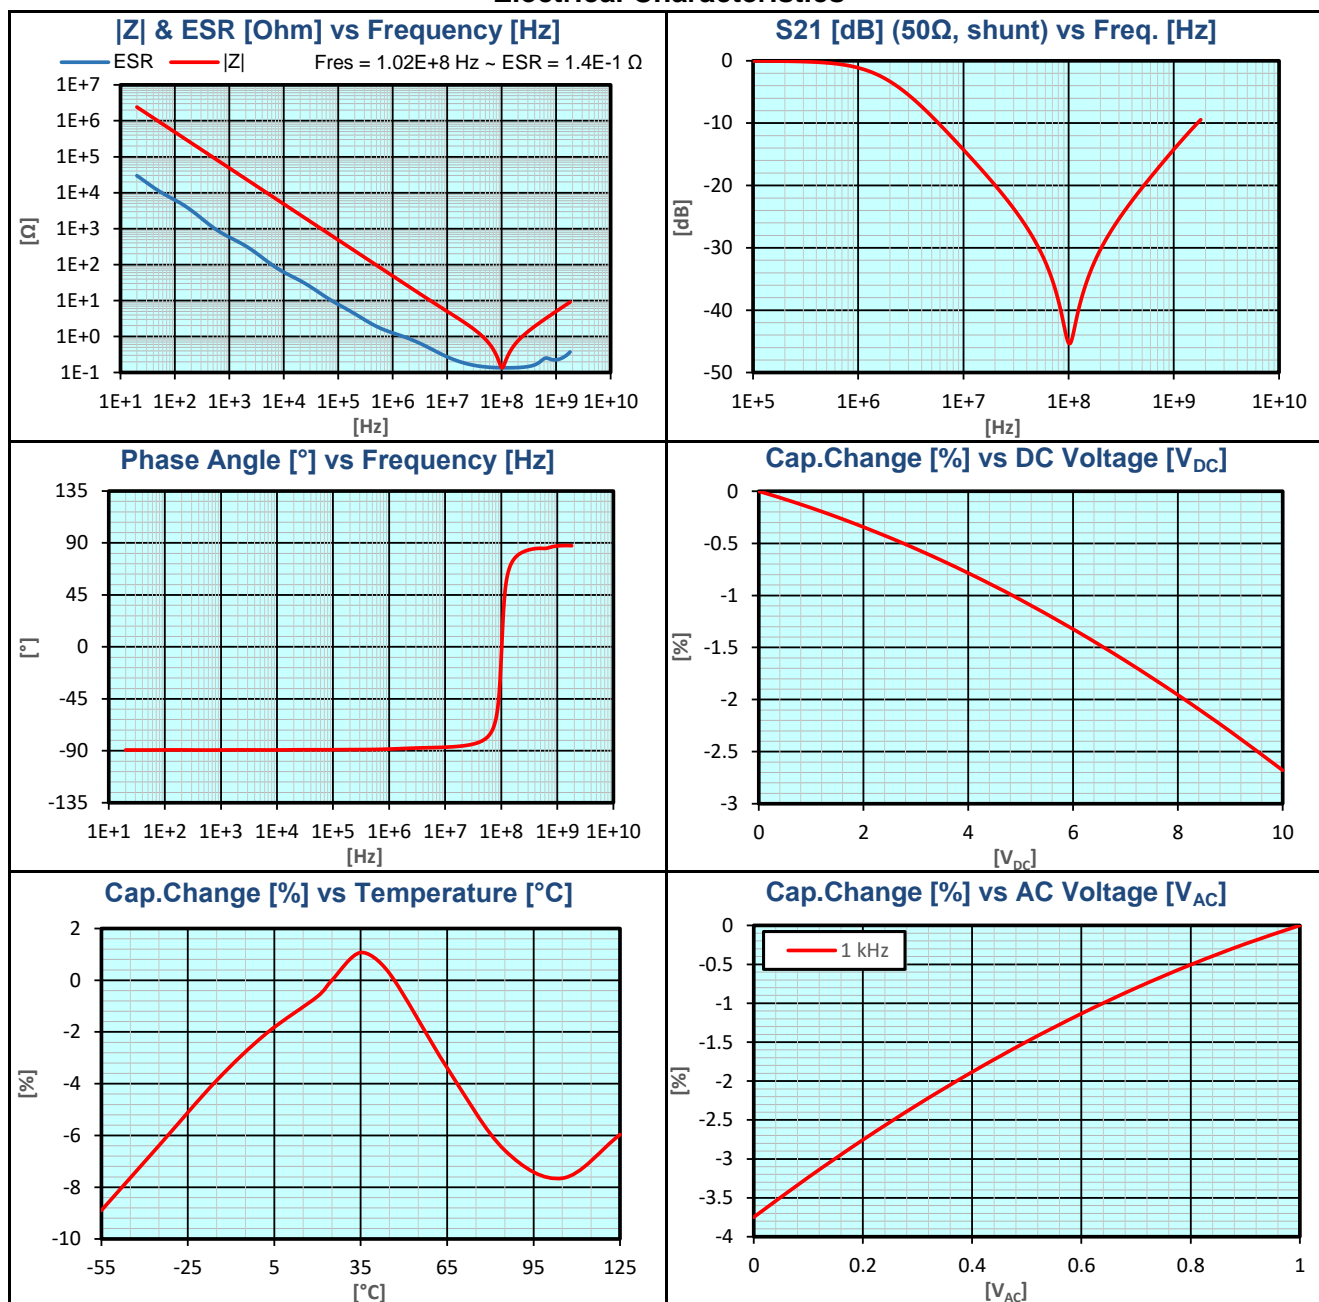 |Z| & ESR [Ohm] vs Frequency [Hz]
ESR |Z| Fres = 1.02E+8 Hz ~ ESR = 1.4E-1 Ω
1E+7
1E+6
1E+5
1E+4
1E+3
1E+2
1E+1
1E+0
1E-1
[Ω]
1E+1 1E+2 1E+3 1E+4 1E+5 1E+6 1E+7 1E+8 1E+9 1E+10
[Hz]
S21 [dB] (50Ω, shunt) vs Freq. [Hz]
0
-10
-20
-30
-40
-50
[dB]
1E+5 1E+6 1E+7 1E+8 1E+9 1E+10
[Hz]
Phase Angle [°] vs Frequency [Hz]
135
90
45
0
-45
-90
-135
[°]
1E+1 1E+2 1E+3 1E+4 1E+5 1E+6 1E+7 1E+8 1E+9 1E+10
[Hz]
Cap.Change [%] vs DC Voltage [VDC]
0
-0.5
-1
-1.5
-2
-2.5
-3
[%]
0 2 4 6 8 10
[VDC]
Cap.Change [%] vs Temperature [°C]
2
0
-2
-4
-6
-8
-10
[%]
-55 -25 5 35 65 95 125
[°C]
Cap.Change [%] vs AC Voltage [VAC]
1 kHz
0
-0.5
-1
-1.5
-2
-2.5
-3
-3.5
-4
[%]
0 0.2 0.4 0.6 0.8 1
[VAC]